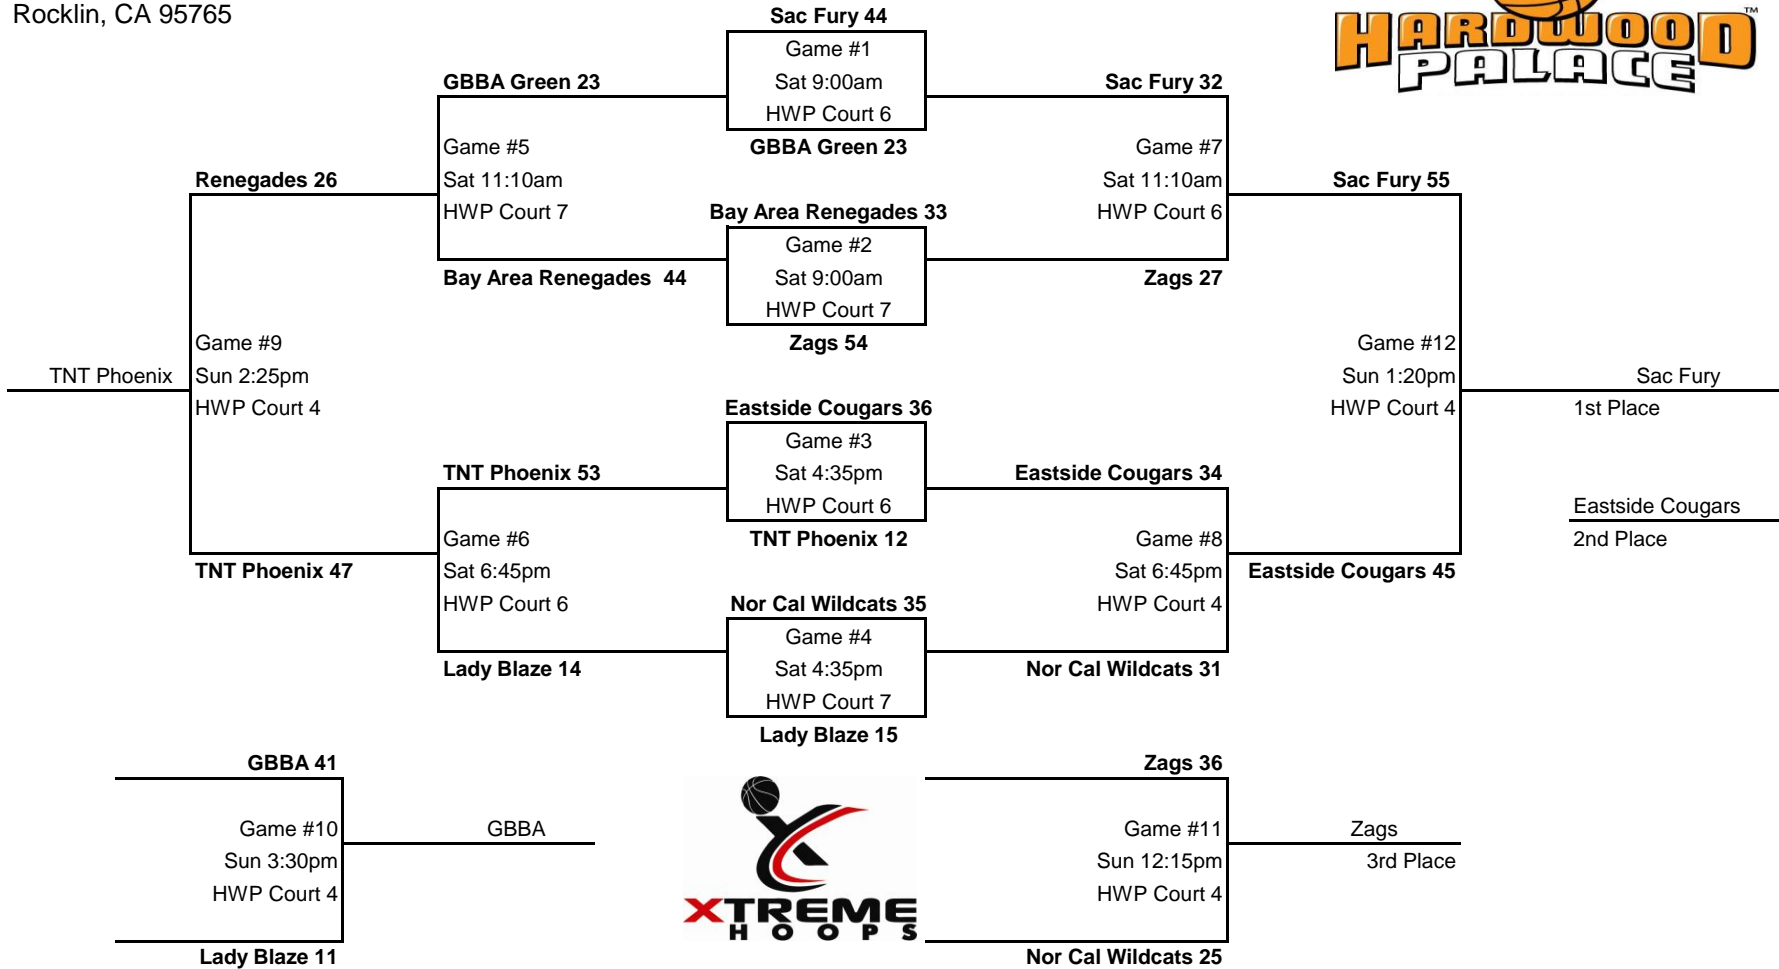 Rocklin, CA 95765
HARDWOOD
PALACE
TM
Sac Fury 44
Game #1
Sat 9:00am
HWP Court 6
GBBA Green 23
GBBA Green 23
Game #5
Sat 11:10am
HWP Court 7
Bay Area Renegades 44
Sac Fury 32
Game #7
Sat 11:10am
HWP Court 6
Zags 27
Renegades 26
Bay Area Renegades 33
Game #2
Sat 9:00am
HWP Court 7
Zags 54
Sac Fury 55
Game #9
Sun 2:25pm
HWP Court 4
TNT Phoenix
TNT Phoenix 47
Game #12
Sun 1:20pm
HWP Court 4
Eastside Cougars 45
Sac Fury
1st Place
Eastside Cougars
2nd Place
Eastside Cougars 36
Game #3
Sat 4:35pm
HWP Court 6
TNT Phoenix 12
TNT Phoenix 53
Game #6
Sat 6:45pm
HWP Court 6
Lady Blaze 14
Eastside Cougars 34
Game #8
Sat 6:45pm
HWP Court 4
Nor Cal Wildcats 31
Nor Cal Wildcats 35
Game #4
Sat 4:35pm
HWP Court 7
Lady Blaze 15
GBBA 41
Game #10
Sun 3:30pm
HWP Court 4
Lady Blaze 11
GBBA
XTREME
HOOPS
Zags 36
Game #11
Sun 12:15pm
HWP Court 4
Nor Cal Wildcats 25
Zags
3rd Place